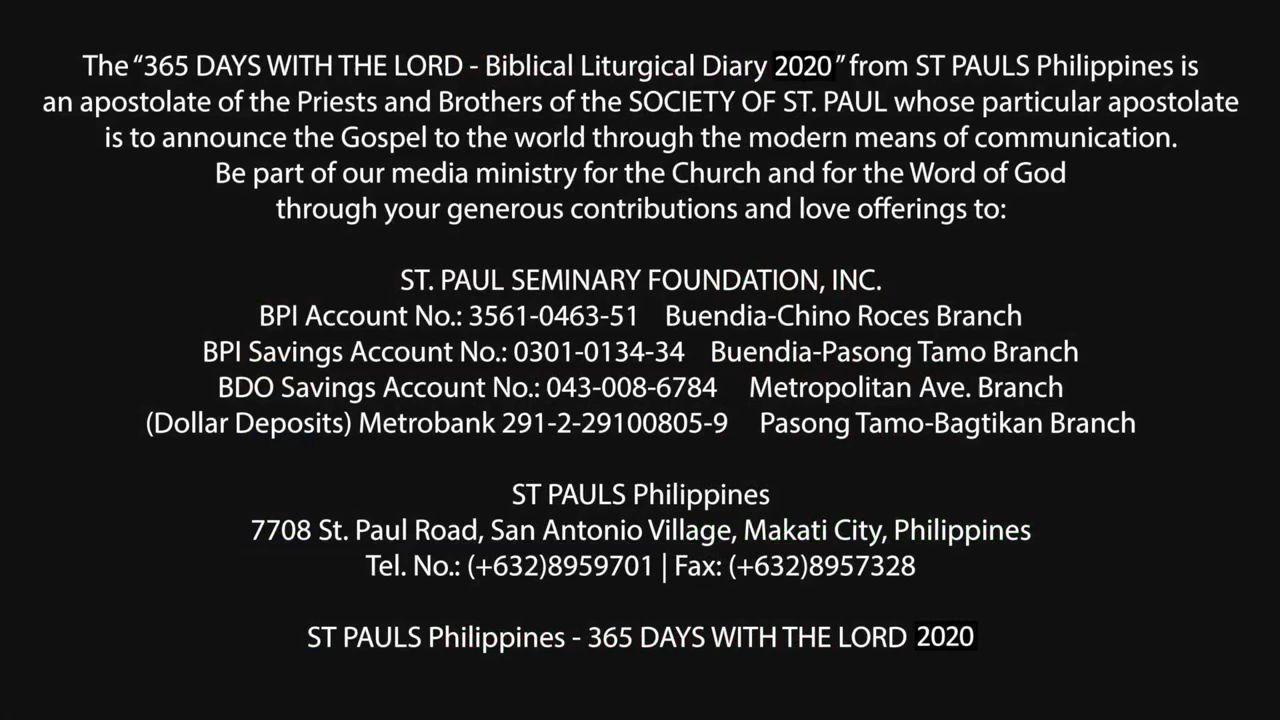 The “365 DAYS WITH THE LORD - Biblical Liturgical Diary 2020” from ST PAULS Philippines is
an apostolate of the Priests and Brothers of the SOCIETY OF ST. PAUL whose particular apostolate
is to announce the Gospel to the world through the modern means of communication.
Be part of our media ministry for the Church and for the Word of God
through your generous contributions and love offerings to:
ST. PAUL SEMINARY FOUNDATION, INC.
BPI Account No.: 3561-0463-51 Buendia-Chino Roces Branch
BPI Savings Account No.: 0301-0134-34 Buendia-Pasong Tamo Branch
BDO Savings Account No.: 043-008-6784 Metropolitan Ave. Branch
(Dollar Deposits) Metrobank 291-2-29100805-9 Pasong Tamo-Bagtikan Branch
ST PAULS Philippines
7708 St. Paul Road, San Antonio Village, Makati City, Philippines
Tel. No.: (+632)8959701 | Fax: (+632)8957328
ST PAULS Philippines - 365 DAYS WITH THE LORD 2020